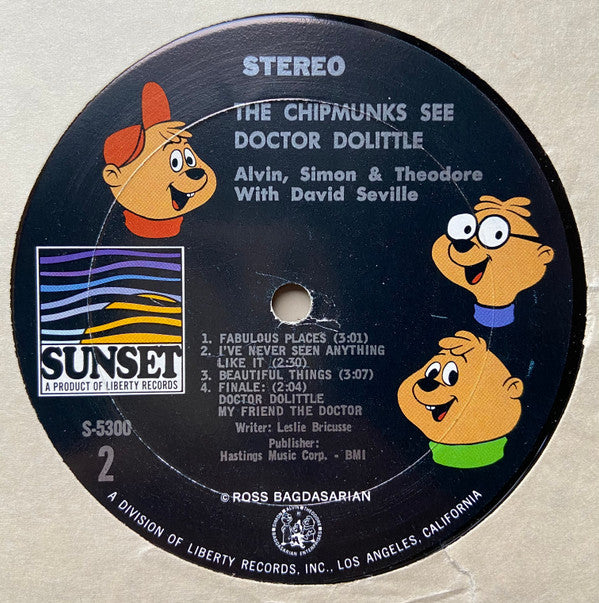 STEREO
THE CHIPMUNKS SEE
DOCTOR DOLITTLE
Alvin, Simon & Theodore
With David Seville
SUNSET
A PRODUCT OF LIBERTY RECORDS
1. FABULOUS PLACES (3:01)
2. I'VE NEVER SEEN ANYTHING
LIKE IT (2:30)
3. BEAUTIFUL THINGS (3:07)
4. FINALE: (2:04)
DOCTOR DOLITTLE
MY FRIEND THE DOCTOR
Writer: Leslie Bricusse
Publisher:
Hastings Music Corp. - BMI
S-5300
2
© ROSS BAGDASARIAN
A DIVISION OF LIBERTY RECORDS, INC., LOS ANGELES, CALIFORNIA